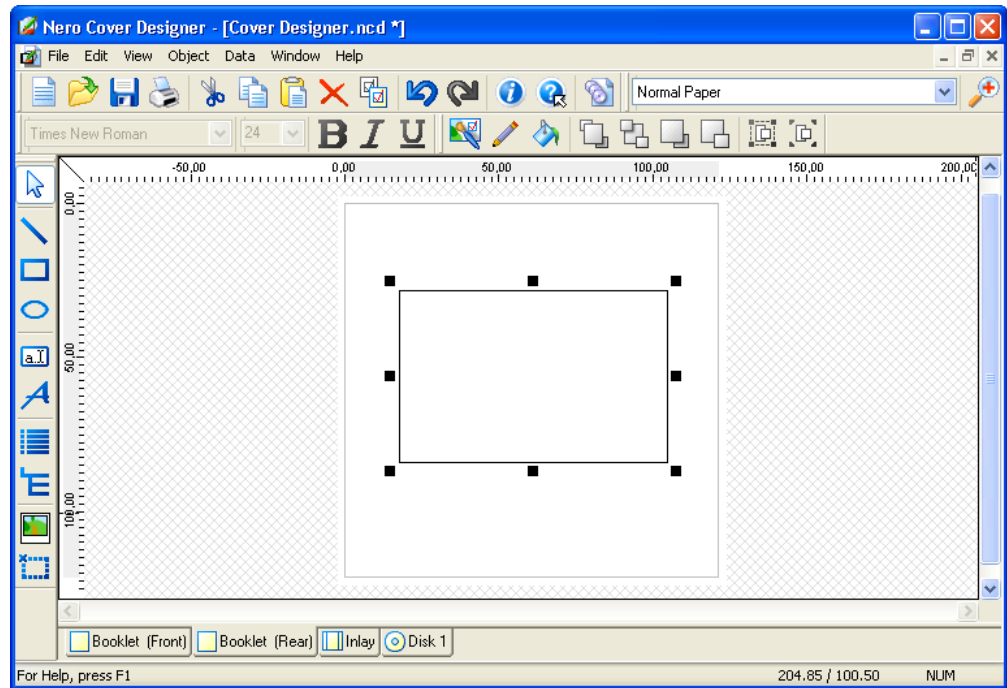 Nero Cover Designer - [Cover Designer.ncd *]
File Edit View Object Data Window Help
Normal Paper
Times New Roman 24 B I U
-50,00 0,00 50,00 100,00 150,00 200,00
0,00
50,00
100,00
a.I
A
E
Booklet (Front) Booklet (Rear) Inlay Disk 1
For Help, press F1 204.85 / 100.50 NUM